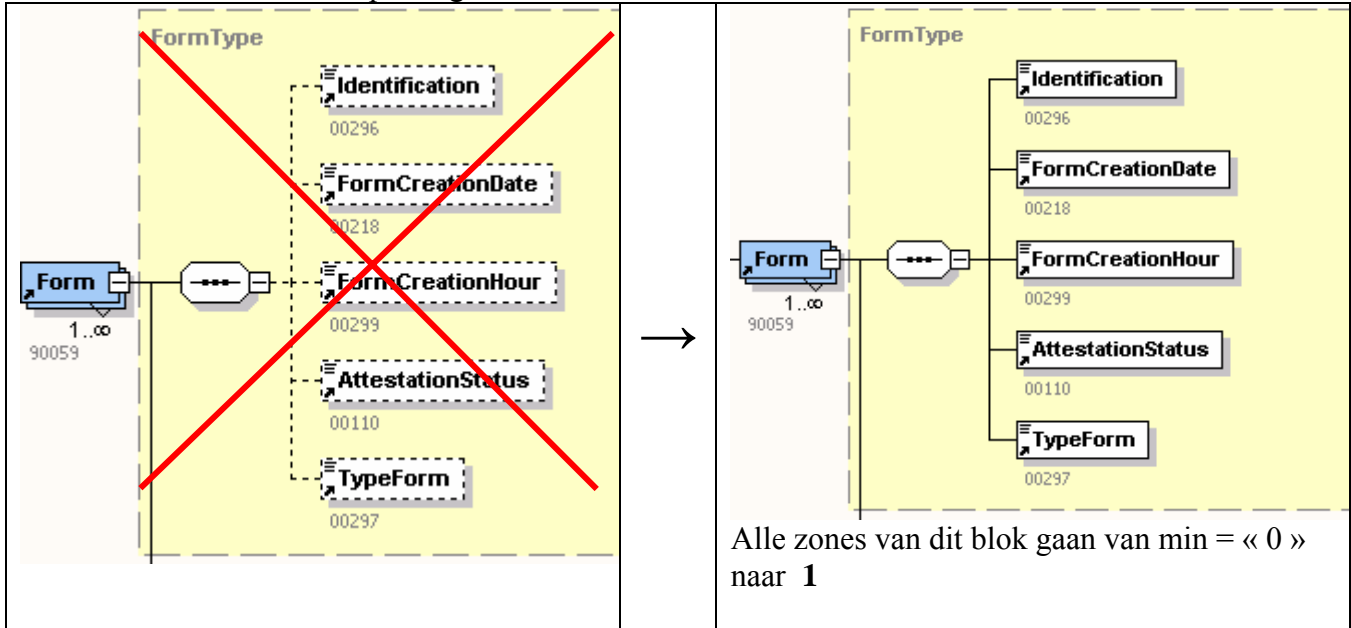 FormType
Identification
00296
FormCreationDate
00218
Form
FormCreationHour
1..∞
00299
90059
AttestationStatus
00110
TypeForm
00297
→
FormType
Identification
00296
FormCreationDate
00218
Form
FormCreationHour
1..∞
00299
90059
AttestationStatus
00110
TypeForm
00297
Alle zones van dit blok gaan van min = « 0 »
naar 1